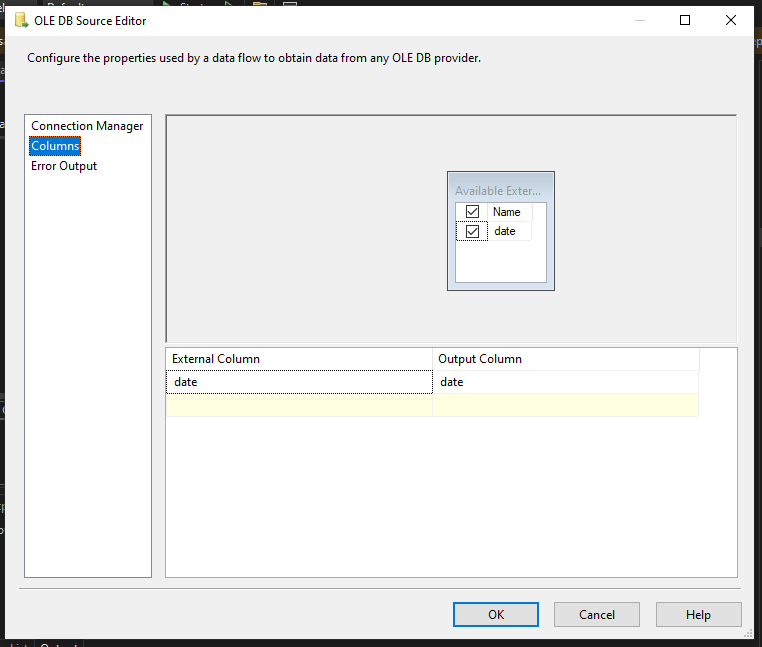 OLE DB Source Editor
Configure the properties used by a data flow to obtain data from any OLE DB provider.
Connection Manager
Columns
Error Output
Available Exter...
Name
date
External Column Output Column
date date
OK Cancel Help